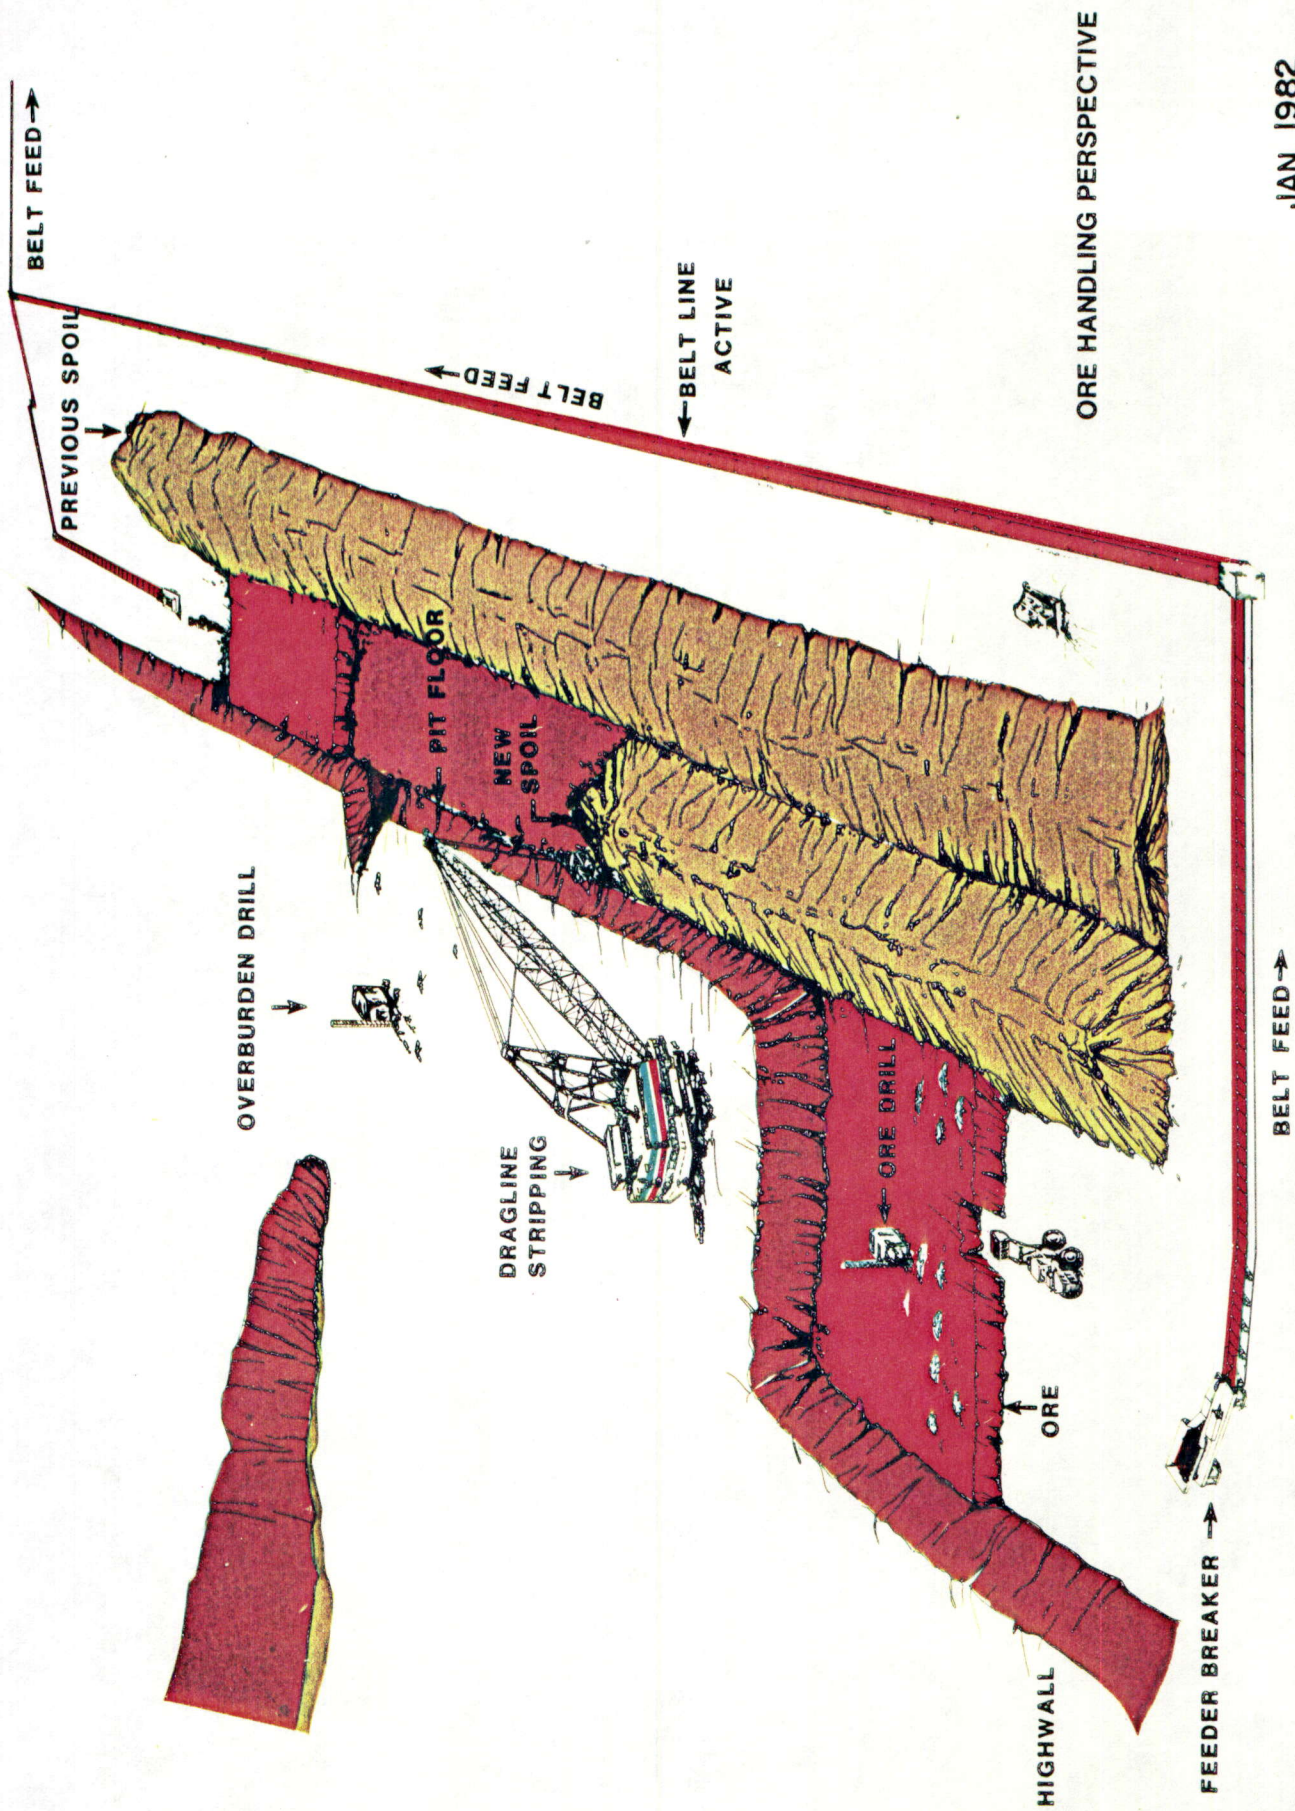 BELT FEED→
PREVIOUS SPOIL
OVERBURDEN DRILL
← PIT FLOOR
NEW
SPOIL
BELT FEED→
←BELT LINE
ACTIVE
DRAGLINE
STRIPPING
← ORE DRILL
ORE
HIGHWALL
FEEDER BREAKER →
BELT FEED→
ORE HANDLING PERSPECTIVE
JAN 1982